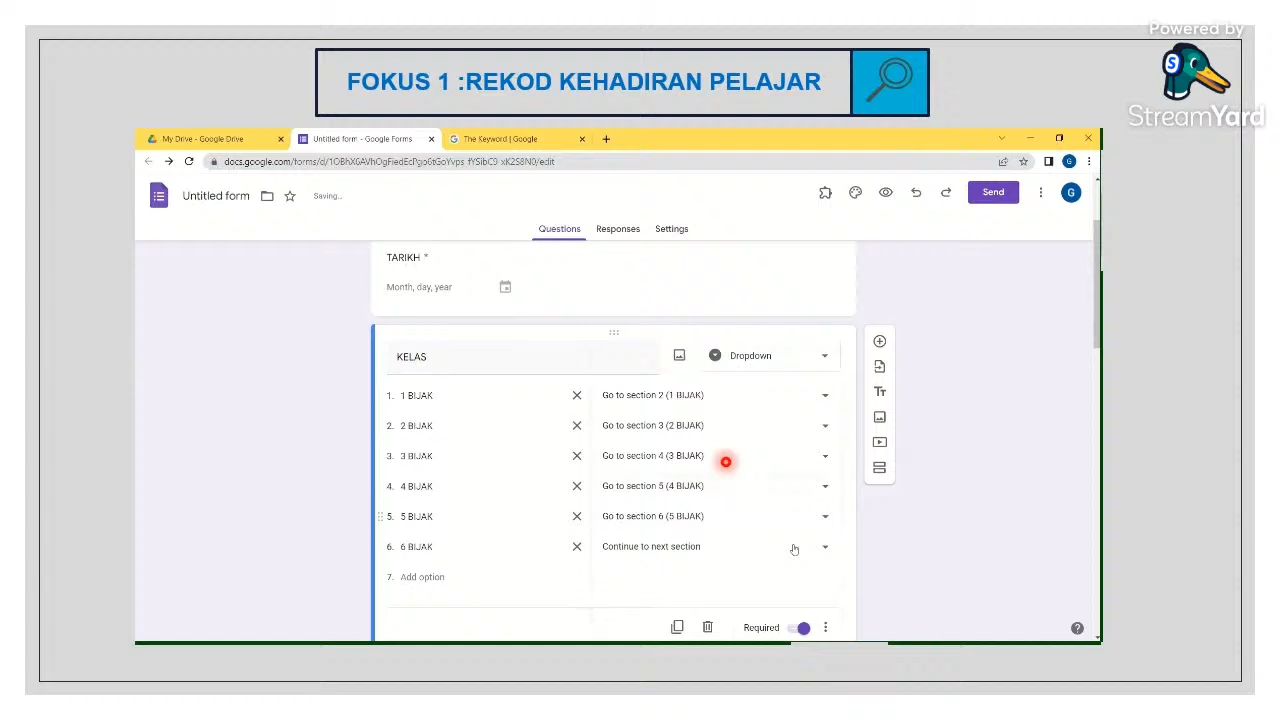 Powered by
StreamYard
FOKUS 1 :REKOD KEHADIRAN PELAJAR
My Drive - Google Drive
Untitled form - Google Forms
The Keyword | Google
Untitled form
Saving...
Send
G
Questions
Responses
Settings
TARIKH *
Month, day, year
KELAS
Dropdown
1. 1 BIJAK
Go to section 2 (1 BIJAK)
2. 2 BIJAK
Go to section 3 (2 BIJAK)
3. 3 BIJAK
Go to section 4 (3 BIJAK)
4. 4 BIJAK
Go to section 5 (4 BIJAK)
5. 5 BIJAK
Go to section 6 (5 BIJAK)
6. 6 BIJAK
Continue to next section
7. Add option
Required